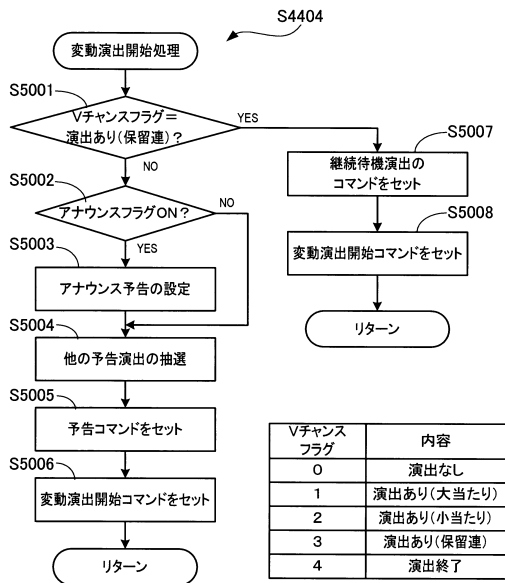 S4404
変動演出開始処理
S5001
Vチャンスフラグ=
演出あり(保留連)?
YES
NO
S5002
アナウンスフラグON?
NO
YES
S5003
アナウンス予告の設定
S5004
他の予告演出の抽選
S5005
予告コマンドをセット
S5006
変動演出開始コマンドをセット
リターン
S5007
継続待機演出の
コマンドをセット
S5008
変動演出開始コマンドをセット
リターン
Vチャンス
フラグ
内容
0 演出なし
1 演出あり(大当たり)
2 演出あり(小当たり)
3 演出あり(保留連)
4 演出終了